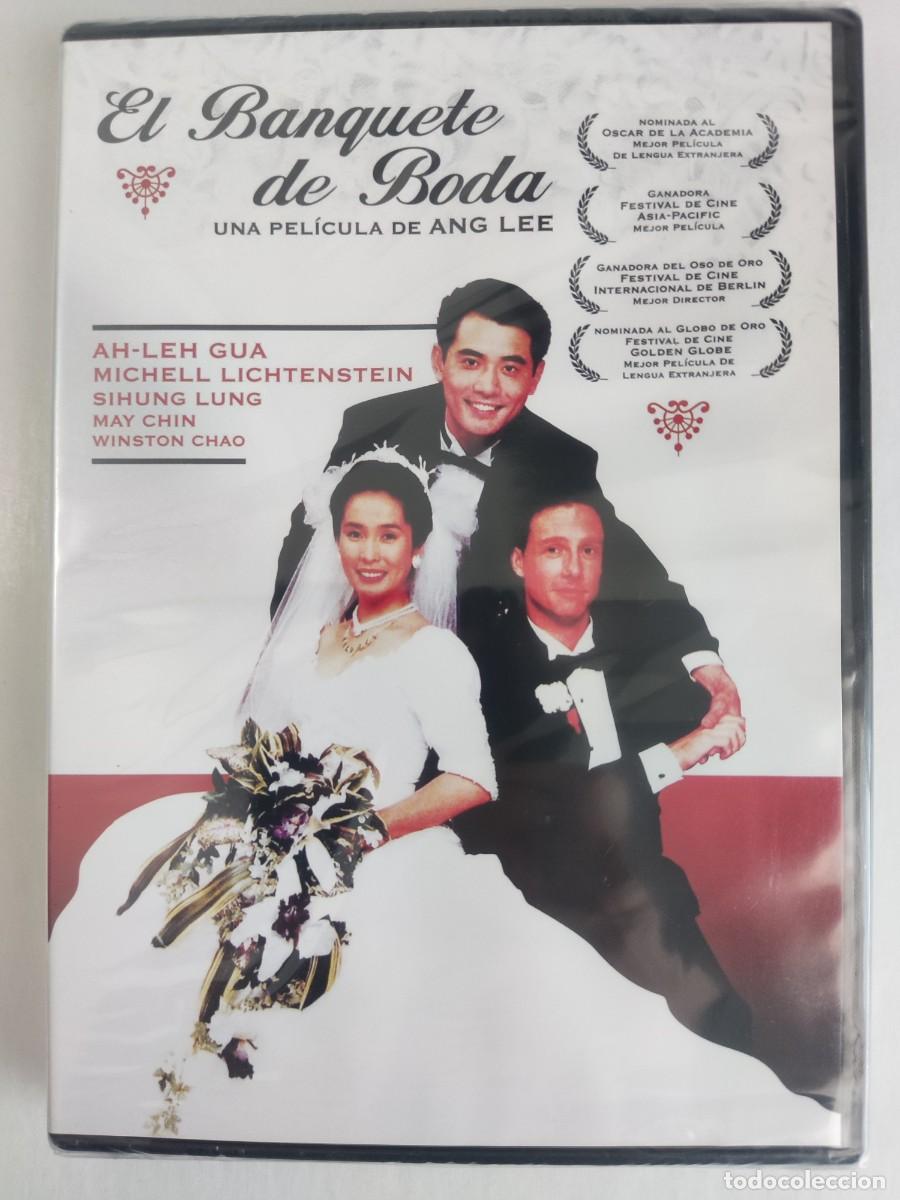 El Banquete
de Boda
UNA PELÍCULA DE ANG LEE
NOMINADA AL
OSCAR DE LA ACADEMIA
MEJOR PELÍCULA
DE LENGUA EXTRANJERA
GANADORA
FESTIVAL DE CINE
ASIA-PACIFIC
MEJOR PELÍCULA
GANADORA DEL OSO DE ORO
FESTIVAL DE CINE
INTERNACIONAL DE BERLIN
MEJOR DIRECTOR
NOMINADA AL GLOBO DE ORO
FESTIVAL DE CINE
GOLDEN GLOBE
MEJOR PELÍCULA DE
LENGUA EXTRANJERA
AH-LEH GUA
MICHELL LICHTENSTEIN
SIHUNG LUNG
MAY CHIN
WINSTON CHAO
todocoleccion